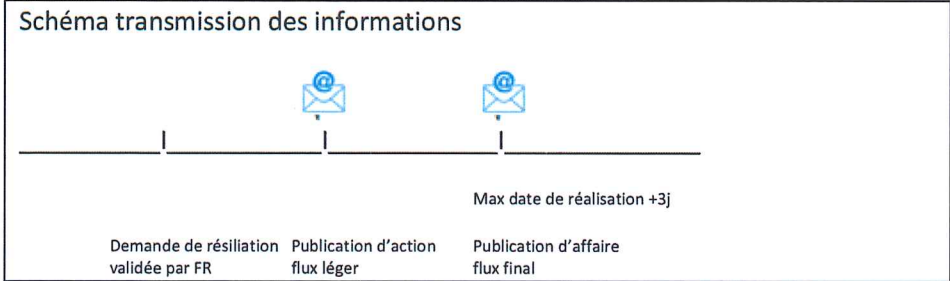 Schéma transmission des informations
@ @
Max date de réalisation +3j
Demande de résiliation Publication d'action Publication d'affaire
validée par FR flux léger flux final